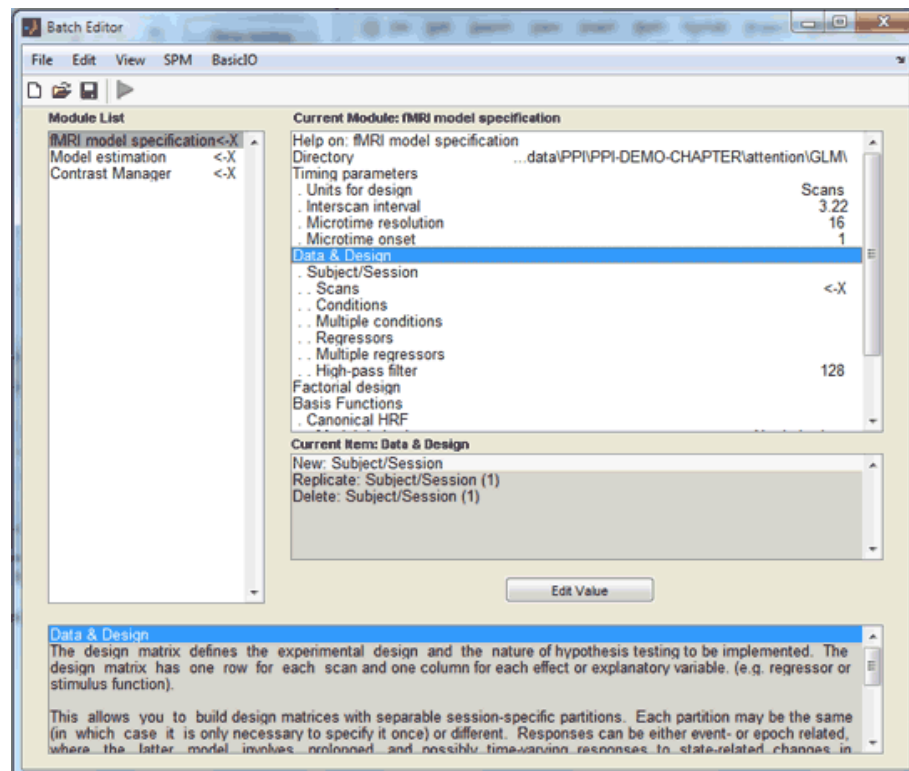 Batch Editor
File Edit View SPM BasicIO
Module List
fMRI model specification<-X
Model estimation <-X
Contrast Manager <-X
Current Module: fMRI model specification
Help on: fMRI model specification
Directory ...data\PPI\PPI-DEMO-CHAPTER\attention\GLM\
Timing parameters
. Units for design Scans
. Interscan interval 3.22
. Microtime resolution 16
. Microtime onset 1
Data & Design
. Subject/Session
. . Scans <-X
. . Conditions
. . Multiple conditions
. . Regressors
. . Multiple regressors
. . High-pass filter 128
Factorial design
Basis Functions
. Canonical HRF
Current Item: Data & Design
New: Subject/Session
Replicate: Subject/Session (1)
Delete: Subject/Session (1)
Edit Value
Data & Design
The design matrix defines the experimental design and the nature of hypothesis testing to be implemented. The
design matrix has one row for each scan and one column for each effect or explanatory variable. (e.g. regressor or
stimulus function).
This allows you to build design matrices with separable session-specific partitions. Each partition may be the same
(in which case it is only necessary to specify it once) or different. Responses can be either event- or epoch related,
where the latter model involves prolonged and possibly time-varying responses to state-related changes in